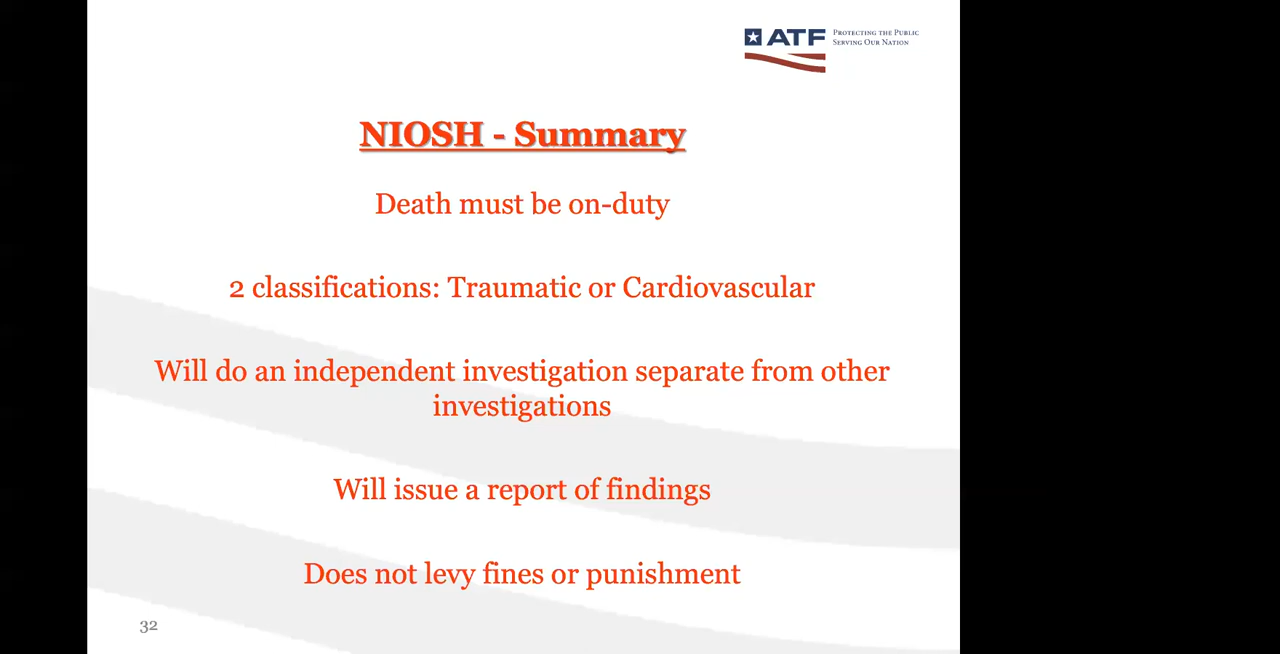 ATF
PROTECTING THE PUBLIC
SERVING OUR NATION
NIOSH - Summary
Death must be on-duty
2 classifications: Traumatic or Cardiovascular
Will do an independent investigation separate from other
investigations
Will issue a report of findings
Does not levy fines or punishment
32